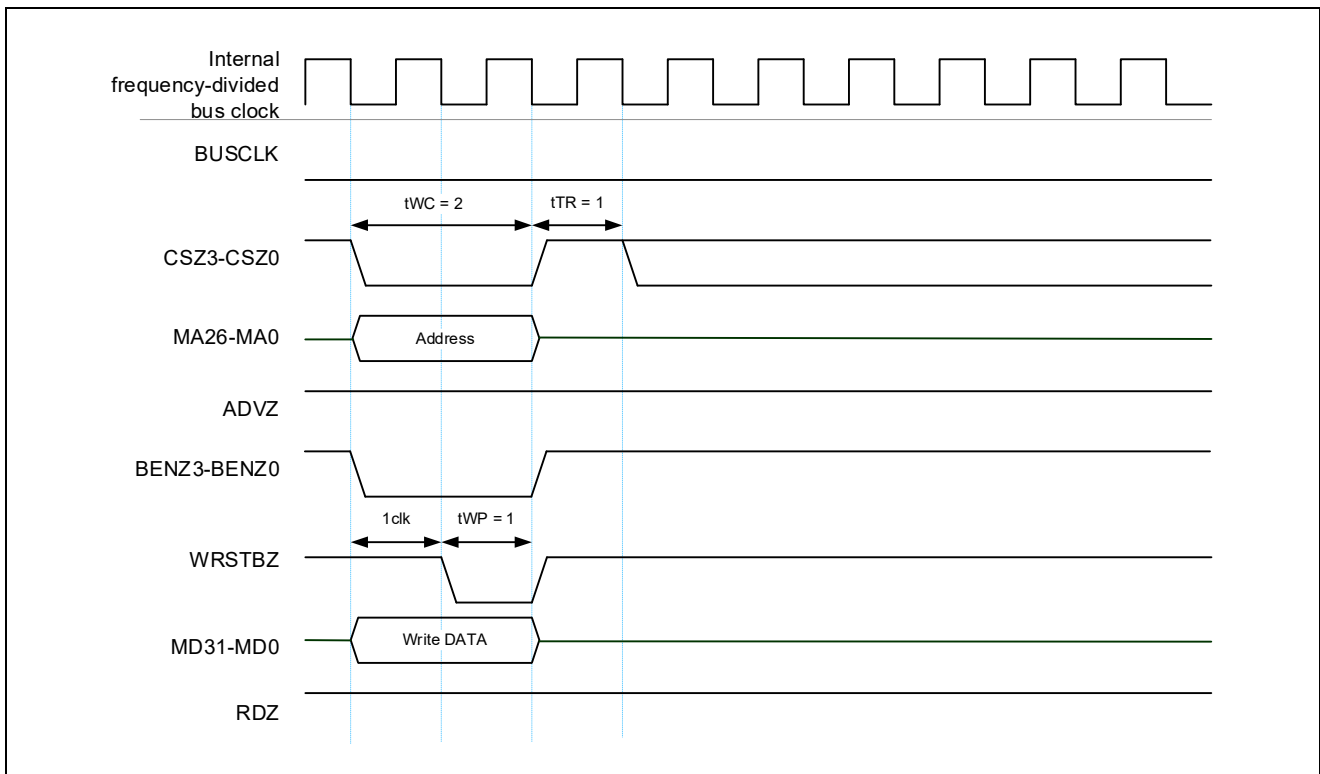 Internal
frequency-divided
bus clock
BUSCLK
tWC = 2
tTR = 1
CSZ3-CSZ0
MA26-MA0
Address
ADVZ
BENZ3-BENZ0
1clk
tWP = 1
WRSTBZ
MD31-MD0
Write DATA
RDZ